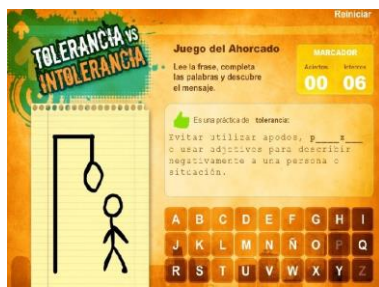 Reiniciar
TOLERANCIA VS
INTOLERANCIA
Juego del Ahorcado
Lee la frase, completa
las palabras y descubre
el mensaje.
MARCADOR
Aciertos Intentos
00 06
Es una práctica de tolerancia:
Evitar utilizar apodos, p____z___
o usar adjetivos para describir
negativamente a una persona o
situación.
A B C D E F G H I
J K L M N Ñ O P Q
R S T U V W X Y Z